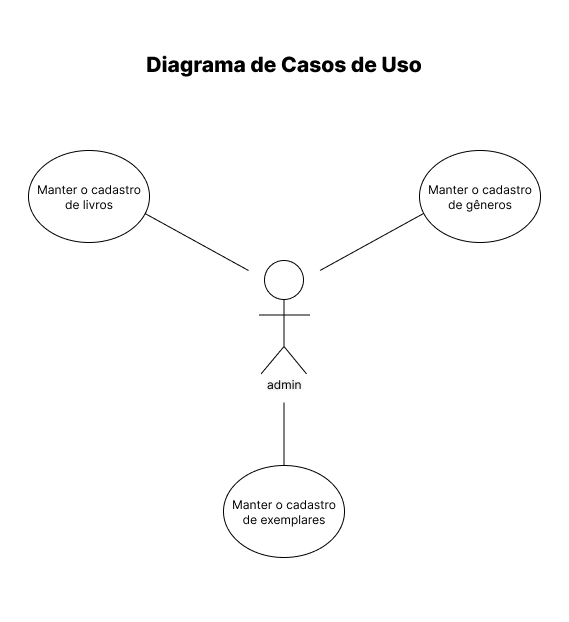 Diagrama de Casos de Uso
Manter o cadastro
de livros
Manter o cadastro
de gêneros
admin
Manter o cadastro
de exemplares